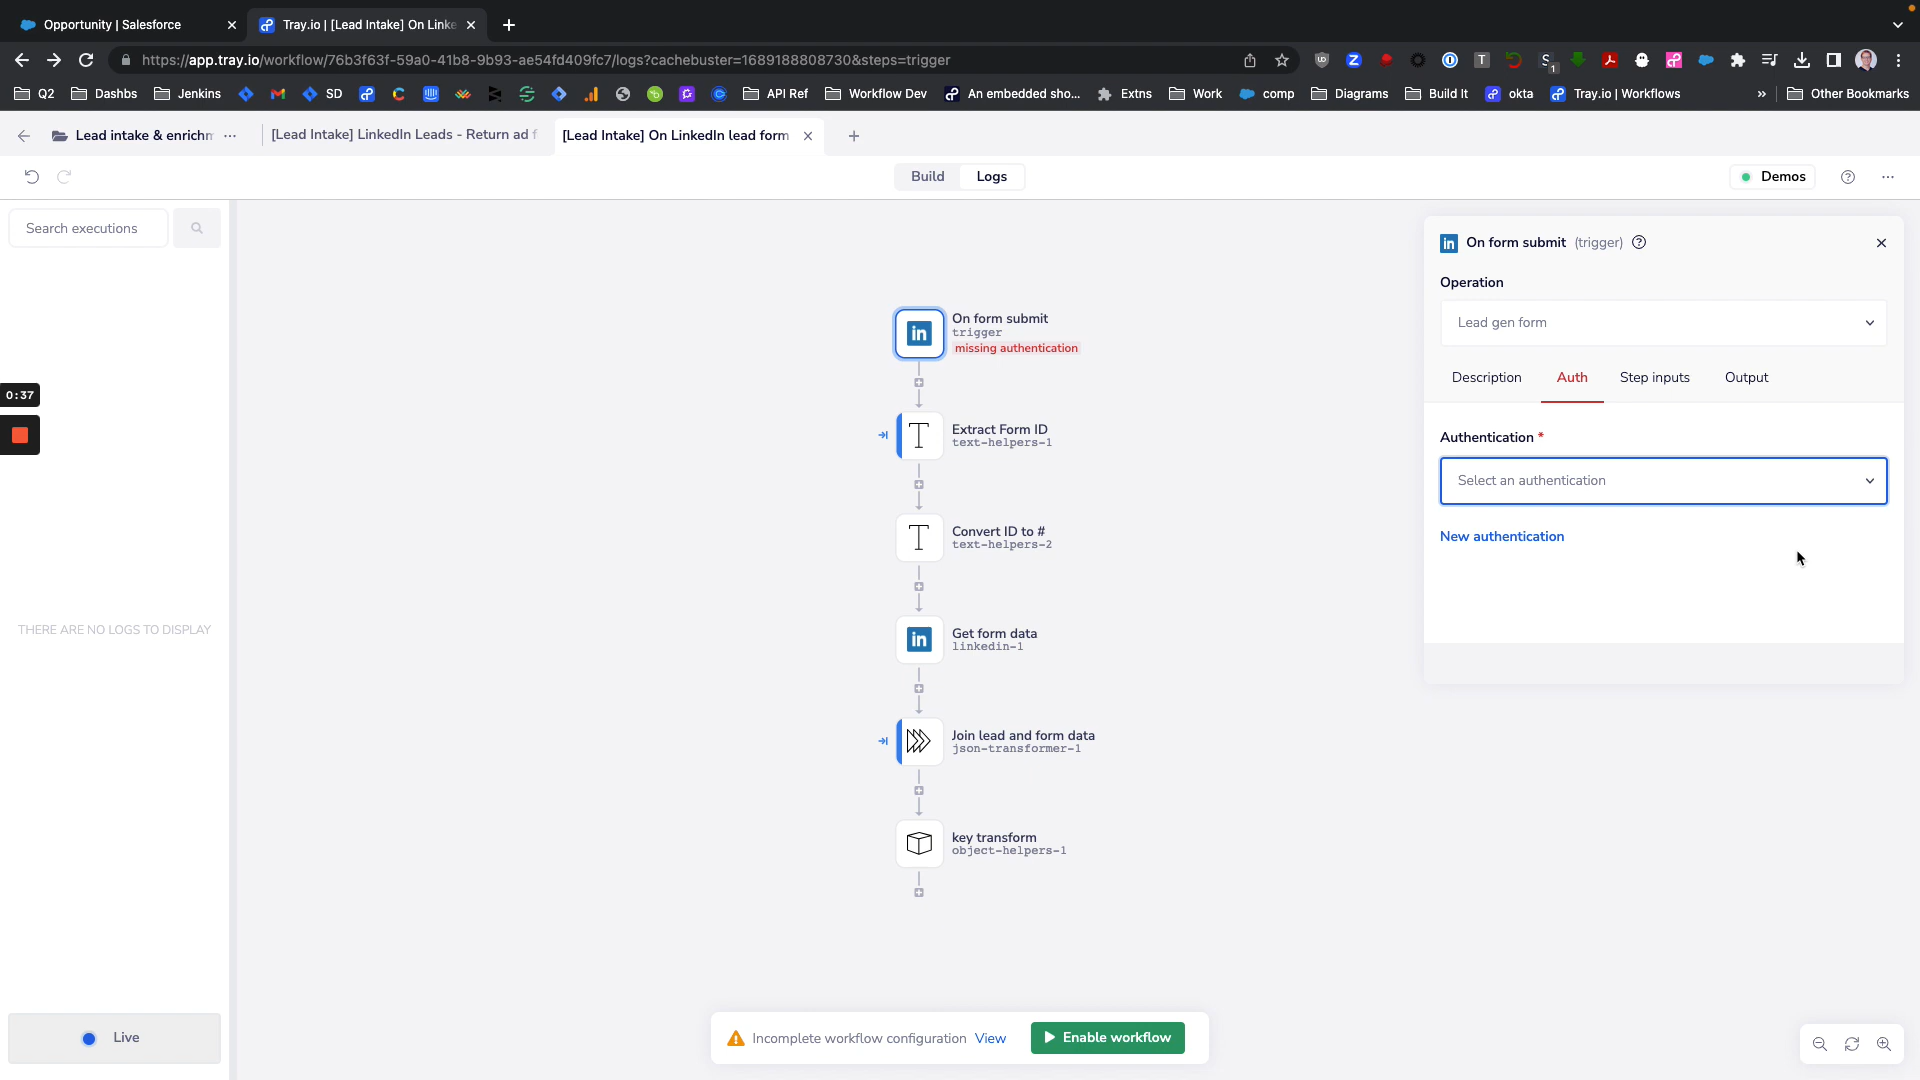 Opportunity | Salesforce
Tray.io | [Lead Intake] On Linke
https://app.tray.io/workflow/76b3f63f-59a0-41b8-9b93-ae54fd409fc7/logs?cachebuster=1689188808730&steps=trigger
Q2
Dashbs
Jenkins
SD
API Ref
Workflow Dev
An embedded sho...
Extns
Work
comp
Diagrams
Build It
okta
Tray.io | Workflows
»
Other Bookmarks
Lead intake & enrichm
[Lead Intake] LinkedIn Leads - Return ad f
[Lead Intake] On LinkedIn lead form
Build
Logs
Demos
Search executions
THERE ARE NO LOGS TO DISPLAY
0:37
Live
On form submit
trigger
missing authentication
Extract Form ID
text-helpers-1
Convert ID to #
text-helpers-2
Get form data
linkedin-1
Join lead and form data
json-transformer-1
key transform
object-helpers-1
Incomplete workflow configuration View
Enable workflow
On form submit (trigger)
Operation
Lead gen form
Description
Auth
Step inputs
Output
Authentication *
Select an authentication
New authentication